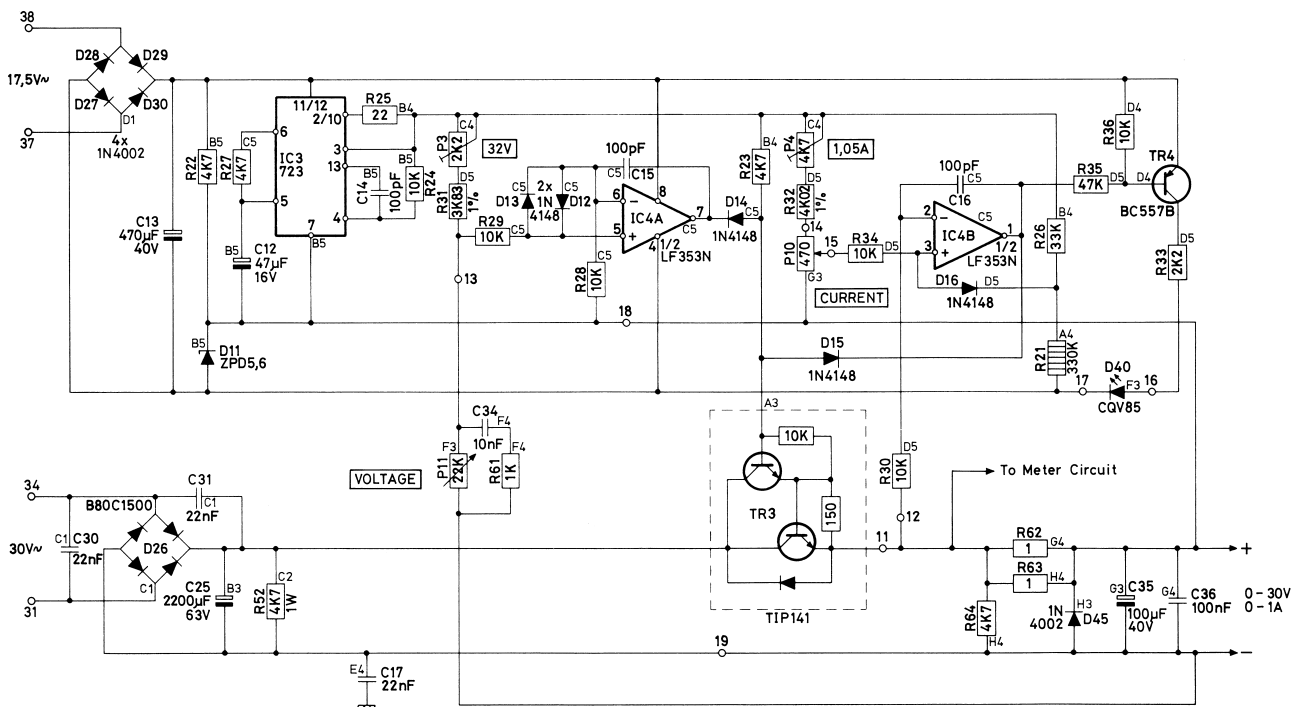 38
D28
D29
17,5V~
D27
D30
D1
37
4x
1N4002
C13
470µF
40V
B5
R22
4K7
C5
R27
4K7
B5
C12
47µF
16V
B5
D11
ZPD5,6
11/12
2/10
6
IC3
723
3
13
5
4
7
B5
R25
22
B4
C14
100pF
B5
R24
10K
C4
P3
2K2
32V
D5
R31
3K83
1%
R29
10K
C5
13
C5
D13
2x
1N
4148
C5
D12
100pF
C5
C15
6
5
8
7
C5
IC4A
4
1/2
LF353N
C5
R28
10K
18
D14
C5
1N4148
B4
R23
4K7
C4
P4
4K7
1,05A
D5
R32
4K02
1%
14
P10
470
G3
15
CURRENT
R34
10K
D5
100pF
C5
C16
2
3
C5
1
IC4B
1/2
LF353N
D16
D5
1N4148
B4
R26
33K
D4
R36
10K
R35
47K
D5
D4
TR4
BC557B
D5
R33
2K2
D15
1N4148
A4
R21
330K
17
D40
F3
16
CQV85
C34
F4
10nF
F3
P11
22K
F4
R61
1K
VOLTAGE
A3
10K
TR3
150
TIP141
D5
R30
10K
12
11
To Meter Circuit
34
B80C1500
C31
C1
22nF
30V~
C1
C30
22nF
D26
C1
31
C25
B3
2200µF
63V
C2
R52
4K7
1W
E4
C17
22nF
19
R62
1
G4
R63
1
H4
R64
4K7
H4
1N
4002
H3
D45
G3
C35
100µF
40V
G4
C36
100nF
+
0-30V
0-1A
−